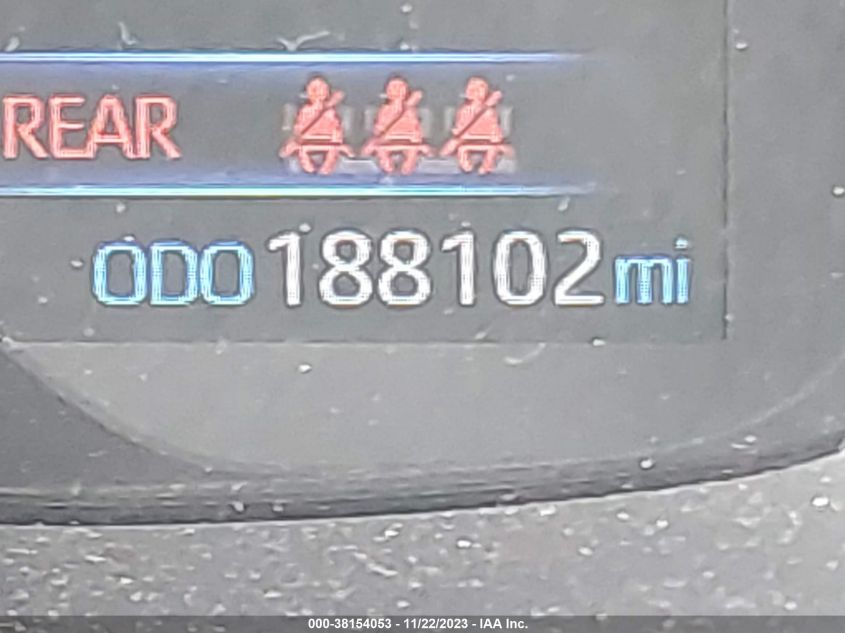 REAR
ODO 188102 mi
000-38154053 - 11/22/2023 - IAA Inc.